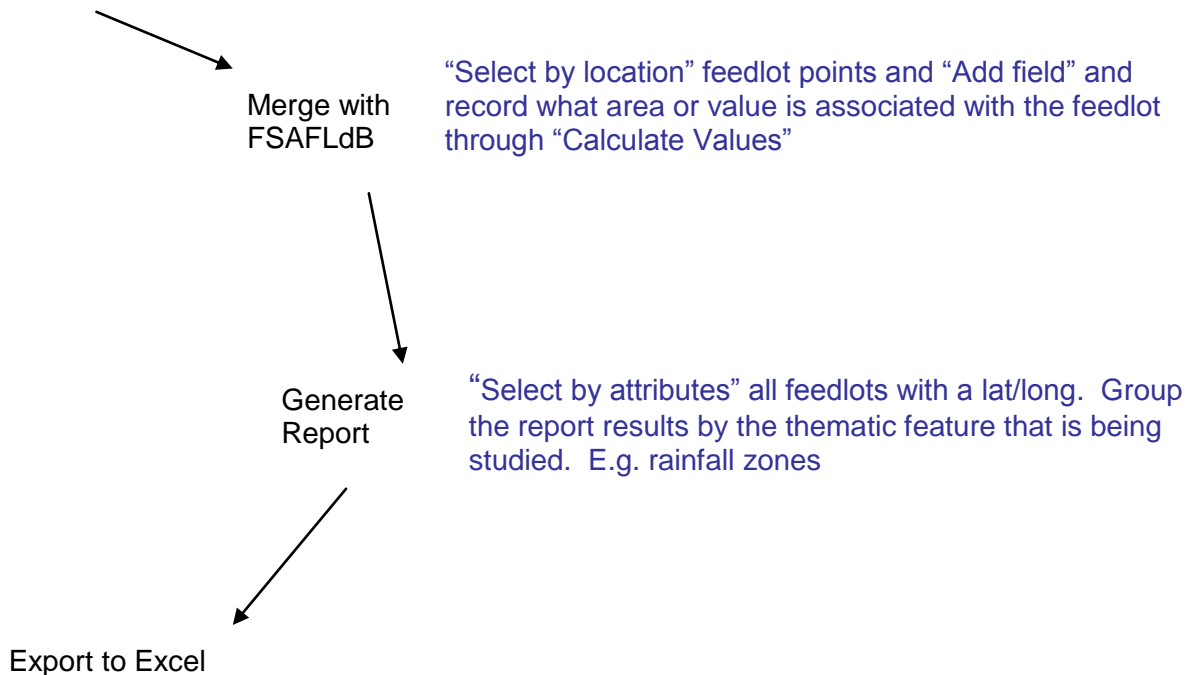 Merge with
FSAFLdB
“Select by location” feedlot points and “Add field” and
record what area or value is associated with the feedlot
through “Calculate Values”
Generate
Report
“Select by attributes” all feedlots with a lat/long.  Group
the report results by the thematic feature that is being
studied.  E.g. rainfall zones
Export to Excel